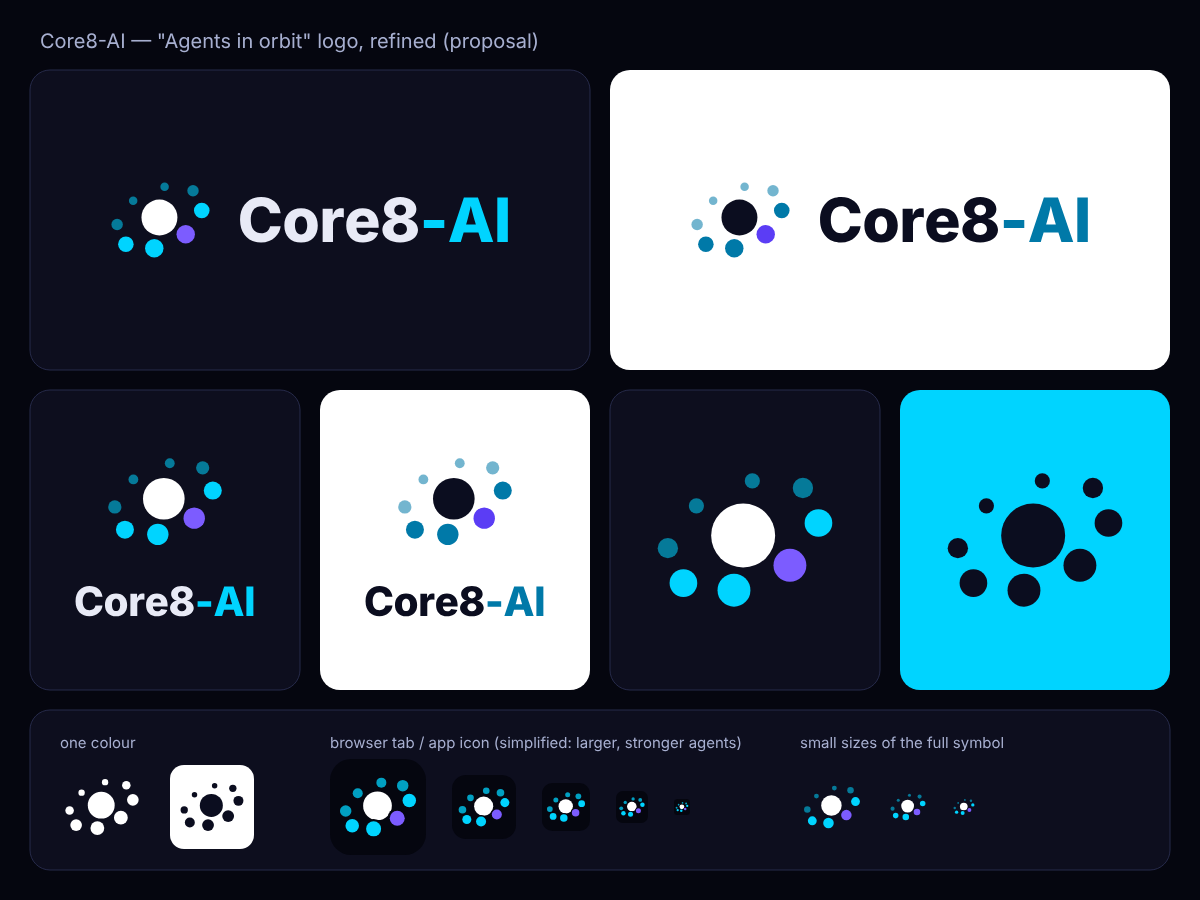 Core8-AI — "Agents in orbit" logo, refined (proposal)
Core8-AI
Core8-AI
Core8-AI
Core8-AI
one colour
browser tab / app icon (simplified: larger, stronger agents)
small sizes of the full symbol